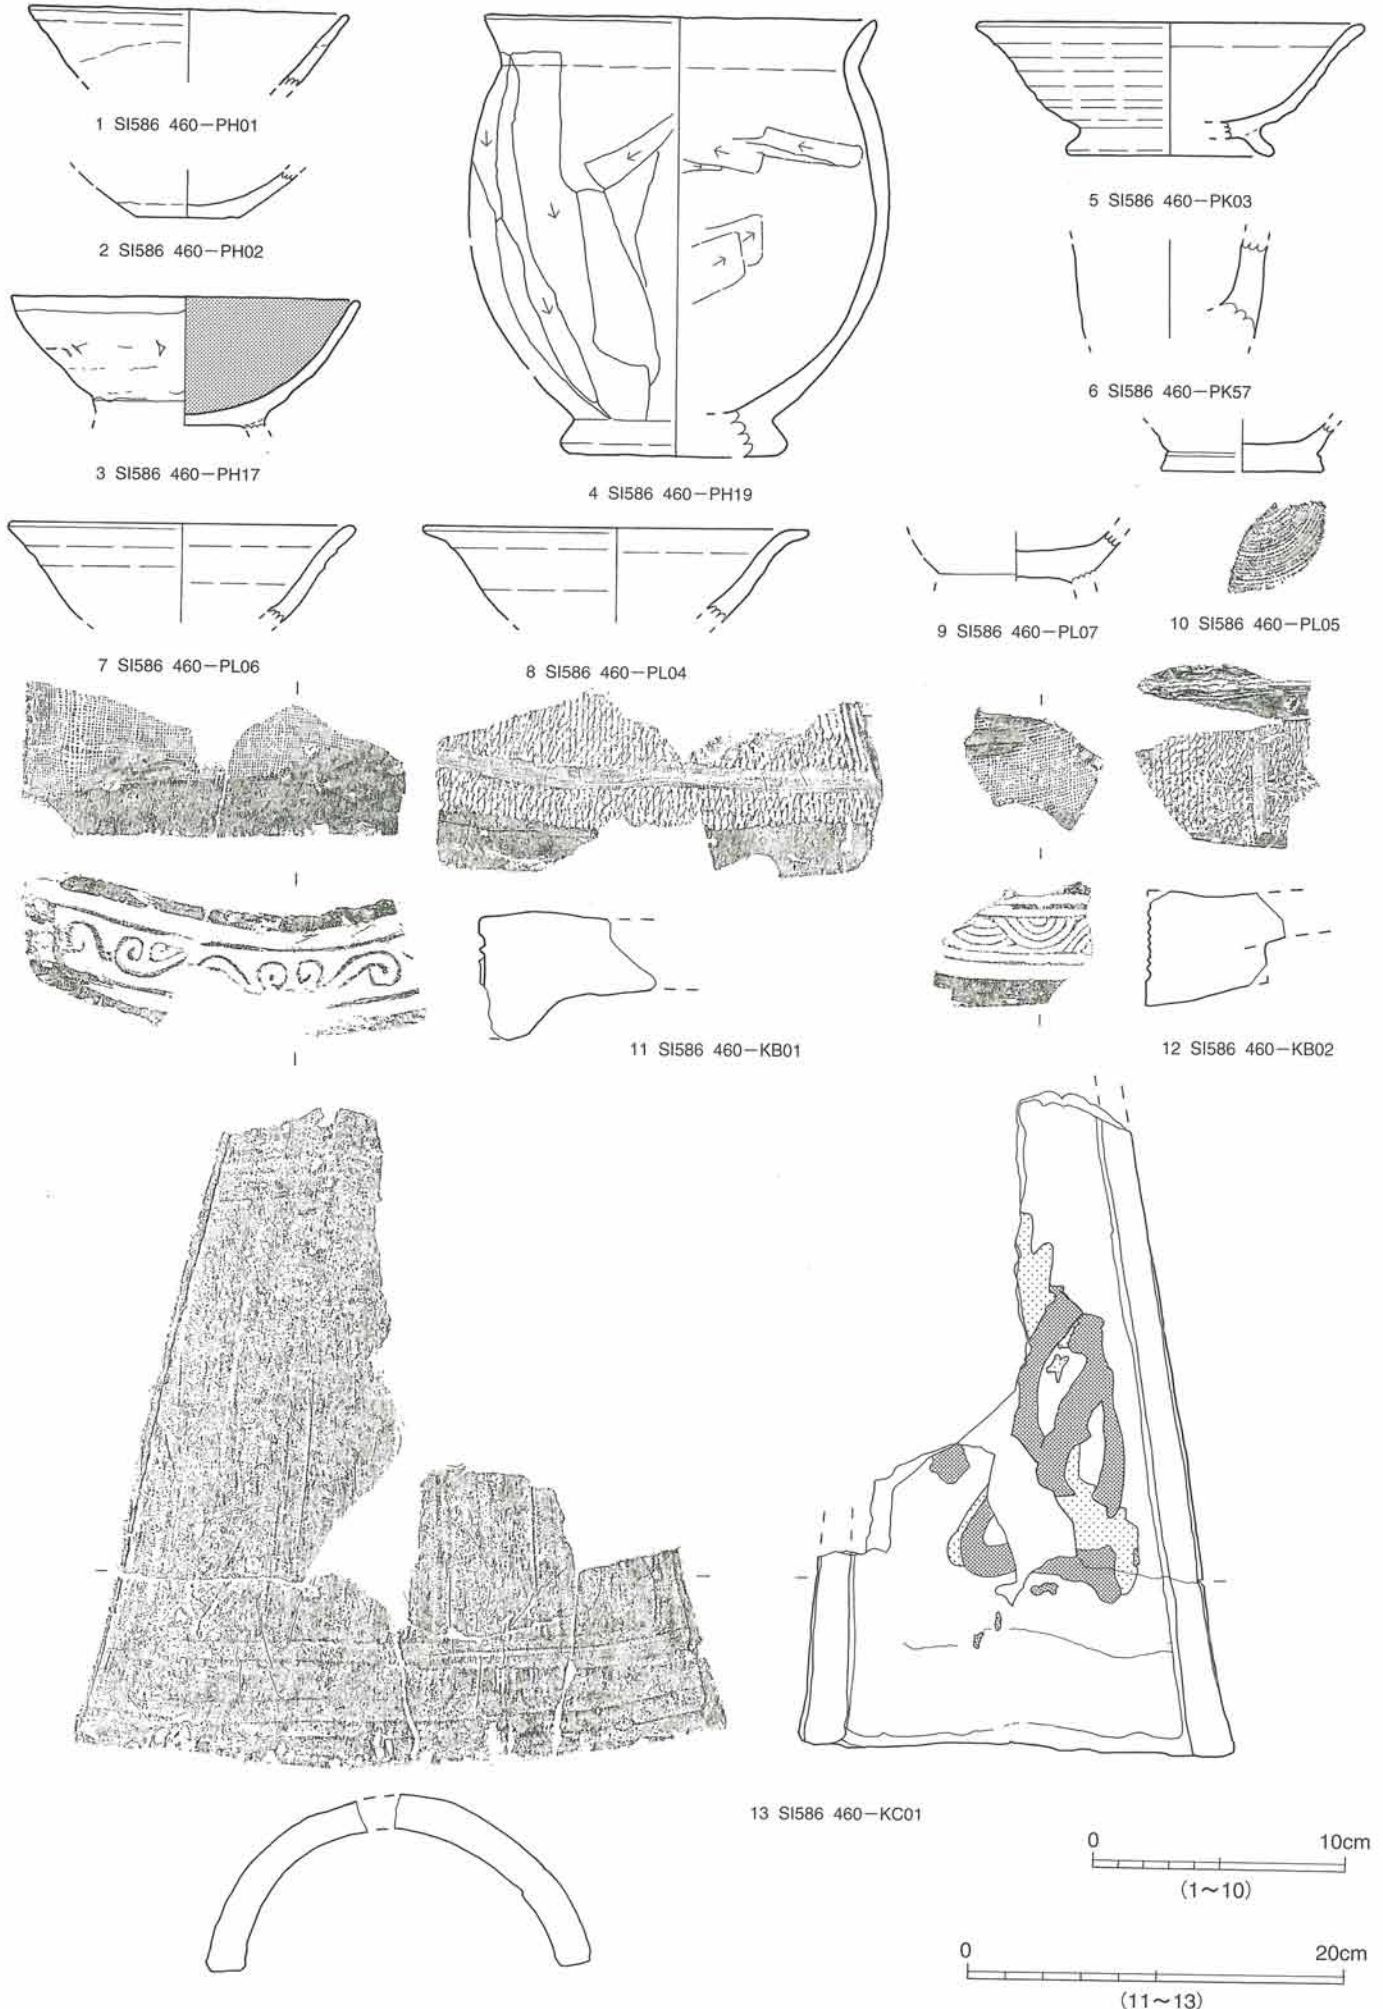 1 SI586 460−PH01
2 SI586 460−PH02
3 SI586 460−PH17
4 SI586 460−PH19
5 SI586 460−PK03
6 SI586 460−PK57
7 SI586 460−PL06
8 SI586 460−PL04
9 SI586 460−PL07
10 SI586 460−PL05
11 SI586 460−KB01
12 SI586 460−KB02
13 SI586 460−KC01
0 10cm
(1〜10)
0 20cm
(11〜13)